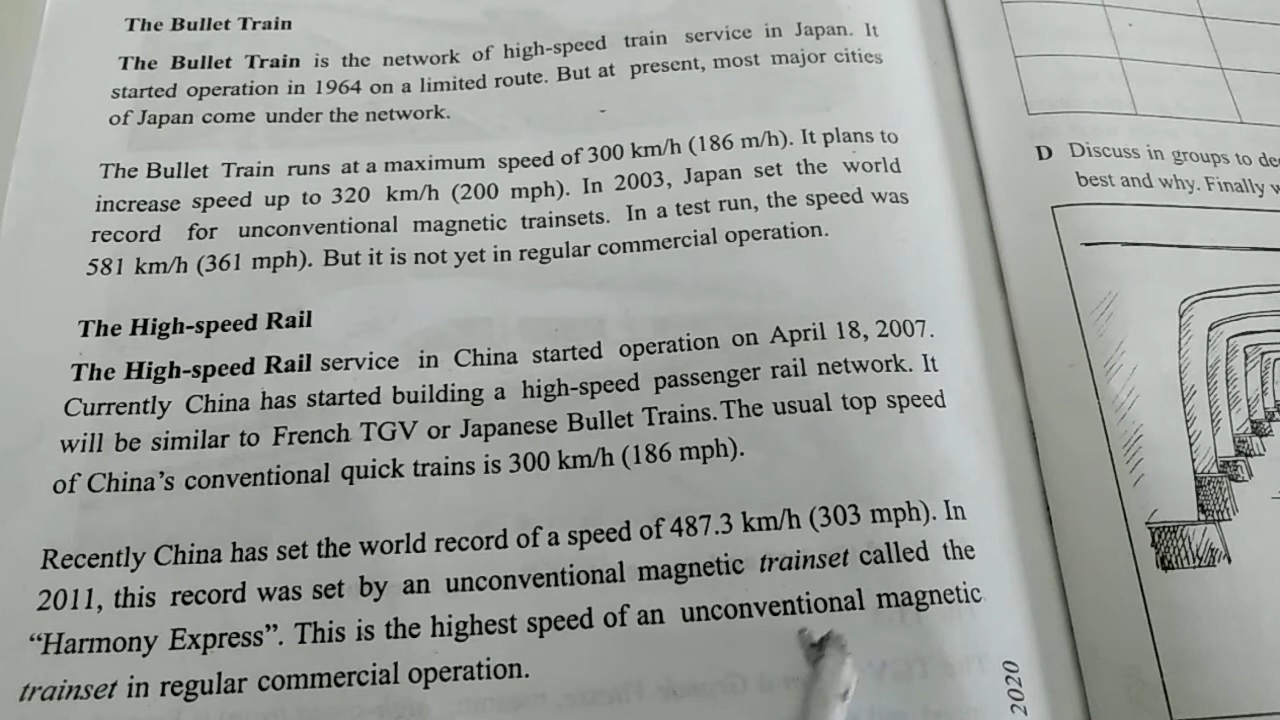 The Bullet Train
The Bullet Train is the network of high-speed train service in Japan. It
started operation in 1964 on a limited route. But at present, most major cities
of Japan come under the network.
The Bullet Train runs at a maximum speed of 300 km/h (186 m/h). It plans to
increase speed up to 320 km/h (200 mph). In 2003, Japan set the world
record for unconventional magnetic trainsets. In a test run, the speed was
581 km/h (361 mph). But it is not yet in regular commercial operation.
The High-speed Rail
The High-speed Rail service in China started operation on April 18, 2007.
Currently China has started building a high-speed passenger rail network. It
will be similar to French TGV or Japanese Bullet Trains. The usual top speed
of China's conventional quick trains is 300 km/h (186 mph).
Recently China has set the world record of a speed of 487.3 km/h (303 mph). In
2011, this record was set by an unconventional magnetic trainset called the
“Harmony Express”. This is the highest speed of an unconventional magnetic
trainset in regular commercial operation.
2020
D Discuss in groups to
best and why. Finally